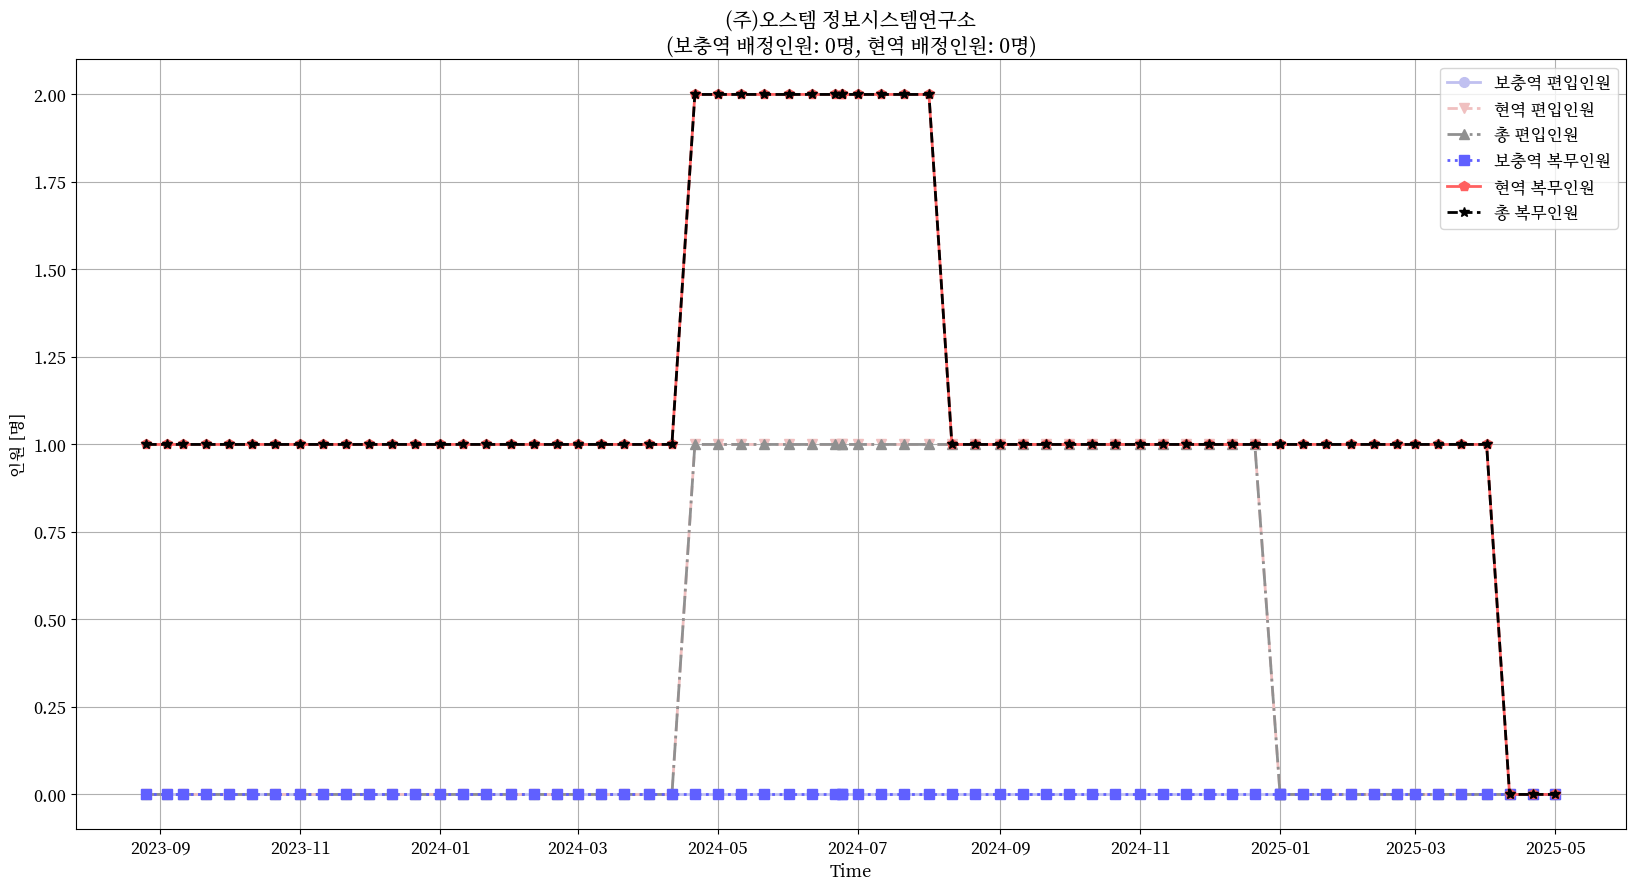 (주)오스템 정보시스템연구소
(보충역 배정인원: 0명, 현역 배정인원: 0명)
보충역 편입인원
현역 편입인원
총 편입인원
보충역 복무인원
현역 복무인원
총 복무인원
인원 [명]
2.00
1.75
1.50
1.25
1.00
0.75
0.50
0.25
0.00
2023-09
2023-11
2024-01
2024-03
2024-05
2024-07
2024-09
2024-11
2025-01
2025-03
2025-05
Time